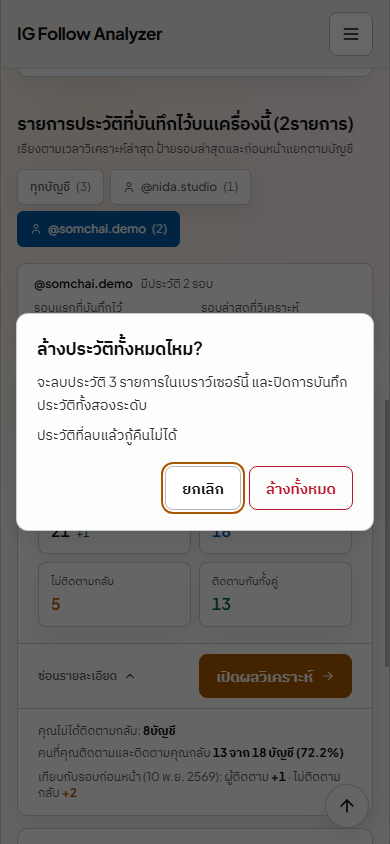 IG Follow Analyzer
รายการประวัติที่บันทึกไว้บนเครื่องนี้ (2รายการ)
เรียงตามเวลาวิเคราะห์ล่าสุด ป้ายรอบล่าสุดและก่อนหน้าแยกตามบัญชี
ทุกบัญชี (3)
@nida.studio (1)
@somchai.demo (2)
@somchai.demo มีประวัติ 2 รอบ
รอบแรกที่บันทึกไว้
รอบล่าสุดที่วิเคราะห์
ล้างประวัติทั้งหมดไหม?
จะลบประวัติ 3 รายการในเบราว์เซอร์นี้ และปิดการบันทึก
ประวัติทั้งสองระดับ
ประวัติที่ลบแล้วกู้คืนไม่ได้
ยกเลิก
ล้างทั้งหมด
21 +1
18
ไม่ติดตามกลับ
ติดตามกันทั้งคู่
5
13
ซ่อนรายละเอียด
เปิดผลวิเคราะห์
คุณไม่ได้ติดตามกลับ: 8บัญชี
คนที่คุณติดตามและติดตามคุณกลับ 13 จาก 18 บัญชี (72.2%)
เทียบกับรอบก่อนหน้า (10 พ.ย. 2569): ผู้ติดตาม +1 · ไม่ติดตาม
กลับ +2